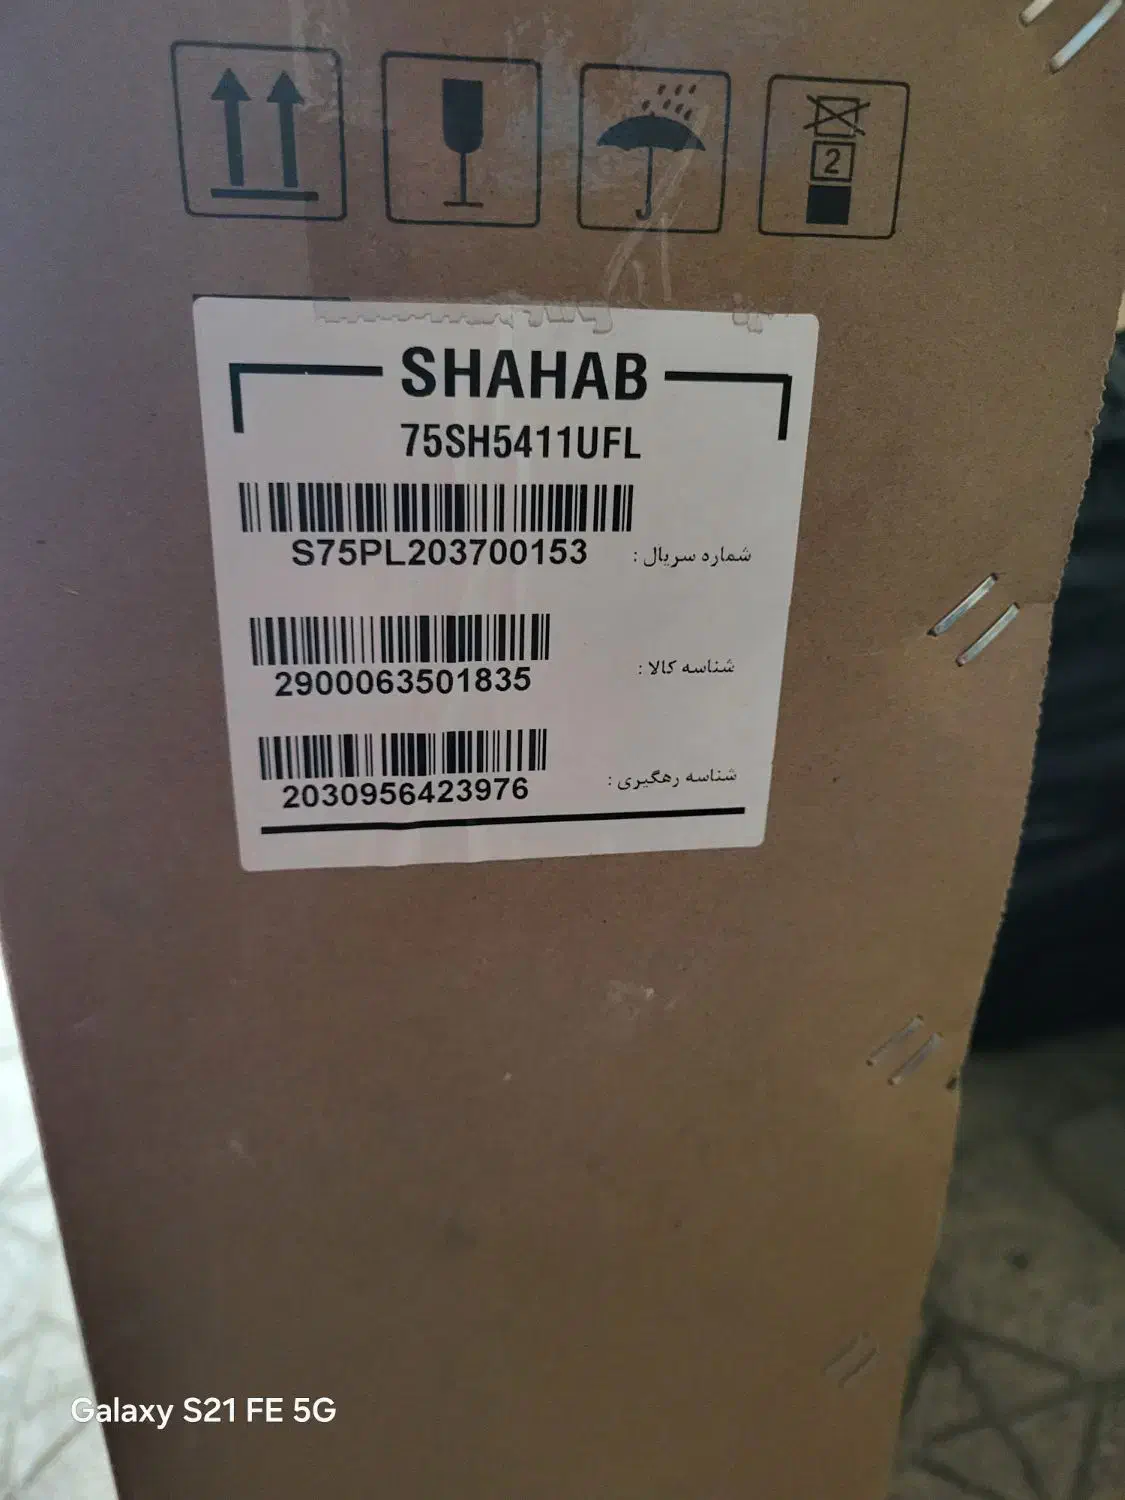 2
SHAHAB
75SH5411UFL
S75PL203700153 شماره سریال :
2900063501835 شناسه کالا :
2030956423976 شناسه رهگیری :
Galaxy S21 FE 5G